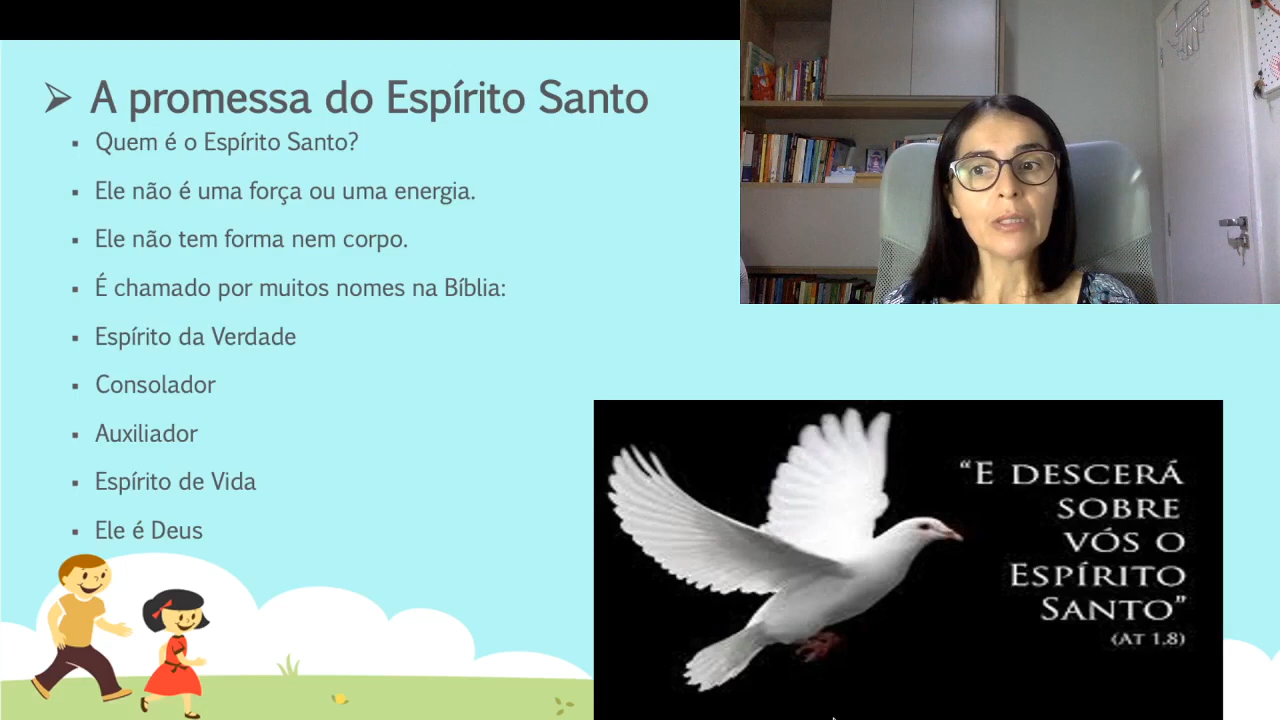 A promessa do Espírito Santo
Quem é o Espírito Santo?
Ele não é uma força ou uma energia.
Ele não tem forma nem corpo.
É chamado por muitos nomes na Bíblia:
Espírito da Verdade
Consolador
Auxiliador
Espírito de Vida
Ele é Deus
“E DESCERÁ
SOBRE
VÓS O
ESPÍRITO
SANTO”
(AT 1,8)